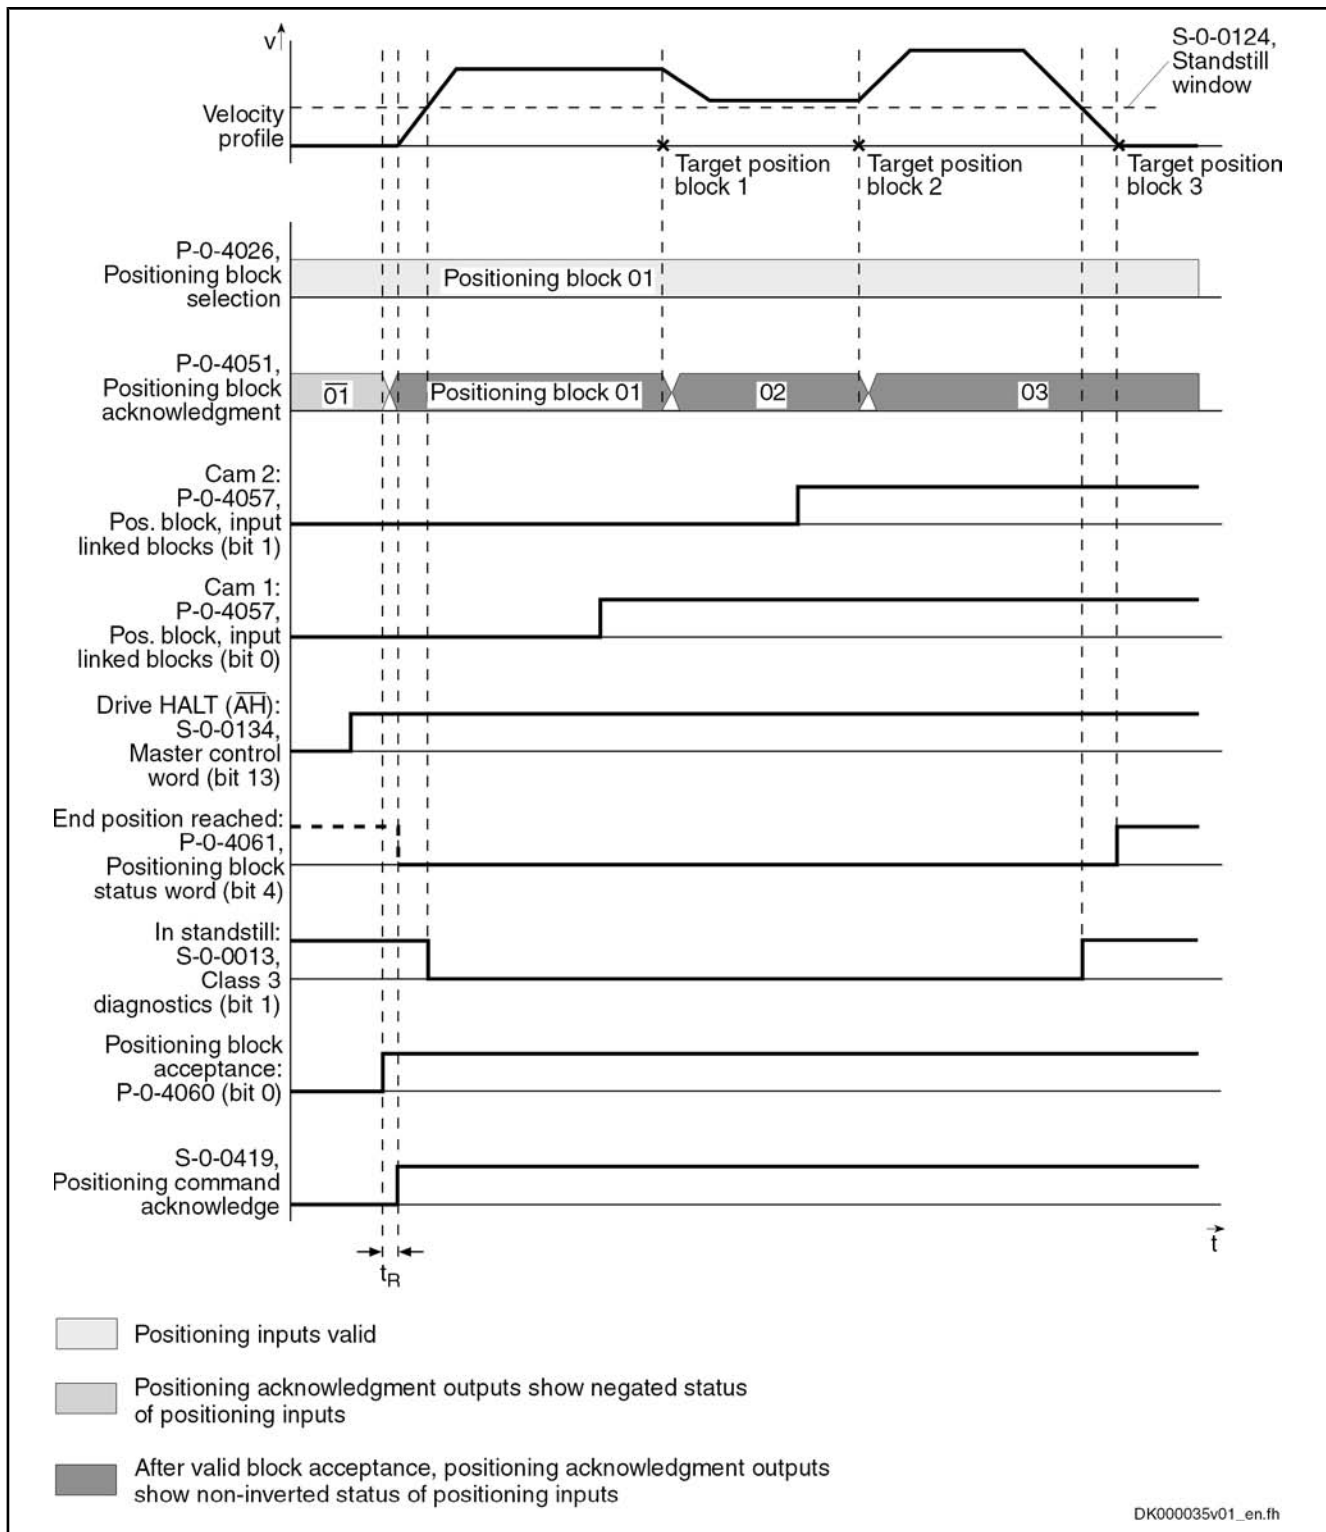 v
S-0-0124,
Standstill
window
Velocity
profile
Target position
block 1
Target position
block 2
Target position
block 3
P-0-4026,
Positioning block
selection
Positioning block 01
P-0-4051,
Positioning block
acknowledgment
0̅1̅
Positioning block 01
02
03
Cam 2:
P-0-4057,
Pos. block, input
linked blocks (bit 1)
Cam 1:
P-0-4057,
Pos. block, input
linked blocks (bit 0)
Drive HALT (A̅H̅):
S-0-0134,
Master control
word (bit 13)
End position reached:
P-0-4061,
Positioning block
status word (bit 4)
In standstill:
S-0-0013,
Class 3
diagnostics (bit 1)
Positioning block
acceptance:
P-0-4060 (bit 0)
S-0-0419,
Positioning command
acknowledge
t
tR
Positioning inputs valid
Positioning acknowledgment outputs show negated status
of positioning inputs
After valid block acceptance, positioning acknowledgment outputs
show non-inverted status of positioning inputs
DK000035v01_en.fh